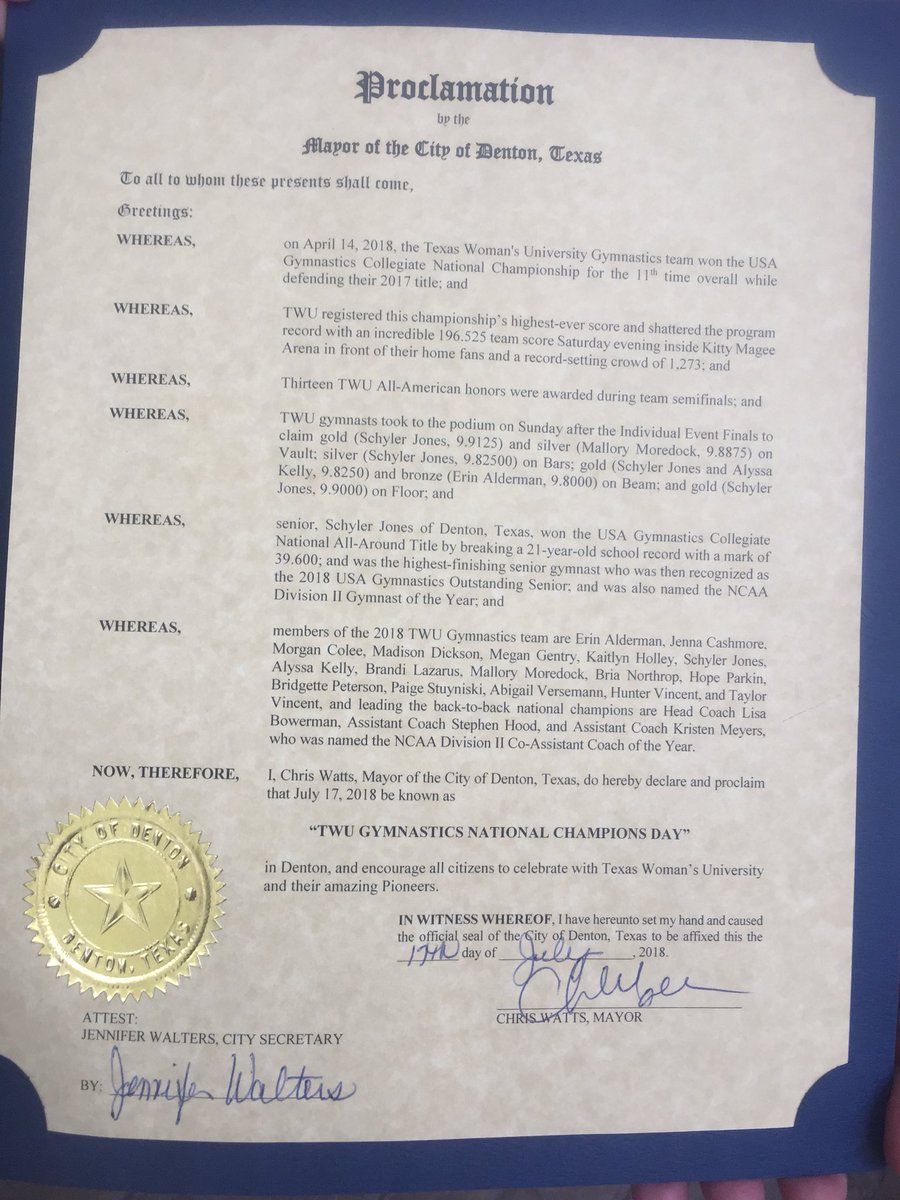 Proclamation
by the
Mayor of the City of Denton, Texas
To all to whom these presents shall come,
Greetings:
WHEREAS, on April 14, 2018, the Texas Woman's University Gymnastics team won the USA
Gymnastics Collegiate National Championship for the 11th time overall while
defending their 2017 title; and
WHEREAS, TWU registered this championship's highest-ever score and shattered the program
record with an incredible 196.525 team score Saturday evening inside Kitty Magee
Arena in front of their home fans and a record-setting crowd of 1,273; and
WHEREAS, Thirteen TWU All-American honors were awarded during team semifinals; and
WHEREAS, TWU gymnasts took to the podium on Sunday after the Individual Event Finals to
claim gold (Schyler Jones, 9.9125) and silver (Mallory Moredock, 9.8875) on
Vault; silver (Schyler Jones, 9.82500) on Bars; gold (Schyler Jones and Alyssa
Kelly, 9.8250) and bronze (Erin Alderman, 9.8000) on Beam; and gold (Schyler
Jones, 9.9000) on Floor; and
WHEREAS, senior, Schyler Jones of Denton, Texas, won the USA Gymnastics Collegiate
National All-Around Title by breaking a 21-year-old school record with a mark of
39.600; and was the highest-finishing senior gymnast who was then recognized as
the 2018 USA Gymnastics Outstanding Senior; and was also named the NCAA
Division II Gymnast of the Year; and
WHEREAS, members of the 2018 TWU Gymnastics team are Erin Alderman, Jenna Cashmore,
Morgan Colee, Madison Dickson, Megan Gentry, Kaitlyn Holley, Schyler Jones,
Alyssa Kelly, Brandi Lazarus, Mallory Moredock, Bria Northrop, Hope Parkin,
Bridgette Peterson, Paige Stuyniski, Abigail Versemann, Hunter Vincent, and Taylor
Vincent, and leading the back-to-back national champions are Head Coach Lisa
Bowerman, Assistant Coach Stephen Hood, and Assistant Coach Kristen Meyers,
who was named the NCAA Division II Co-Assistant Coach of the Year.
NOW, THEREFORE, I, Chris Watts, Mayor of the City of Denton, Texas, do hereby declare and proclaim
that July 17, 2018 be known as
"TWU GYMNASTICS NATIONAL CHAMPIONS DAY"
in Denton, and encourage all citizens to celebrate with Texas Woman's University
and their amazing Pioneers.
IN WITNESS WHEREOF, I have hereunto set my hand and caused
the official seal of the City of Denton, Texas to be affixed this the
17th day of July, 2018.
CHRIS WATTS, MAYOR
CITY OF DENTON
DENTON, TEXAS
ATTEST:
JENNIFER WALTERS, CITY SECRETARY
BY: Jennifer Walters